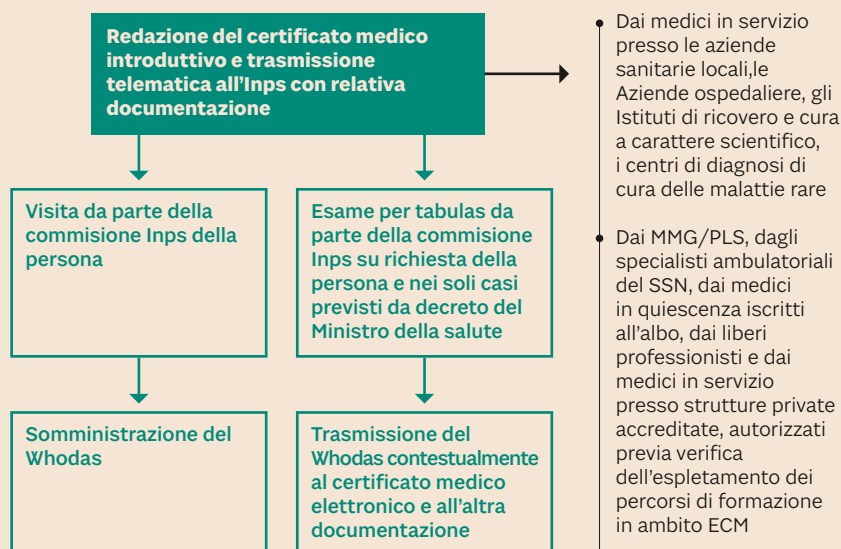 Redazione del certificato medico
introduttivo e trasmissione
telematica all'Inps con relativa
documentazione
Dai medici in servizio
presso le aziende
sanitarie locali,le
Aziende ospedaliere, gli
Istituti di ricovero e cura
a carattere scientifico,
i centri di diagnosi di
cura delle malattie rare
Dai MMG/PLS, dagli
specialisti ambulatoriali
del SSN, dai medici
in quiescenza iscritti
all'albo, dai liberi
professionisti e dai
medici in servizio
presso strutture private
accreditate, autorizzati
previa verifica
dell'espletamento dei
percorsi di formazione
in ambito ECM
Visita da parte della
commisione Inps della
persona
Esame per tabulas da
parte della commisione
Inps su richiesta della
persona e nei soli casi
previsti da decreto del
Ministro della salute
Somministrazione del
Whodas
Trasmissione del
Whodas contestualmente
al certificato medico
elettronico e all'altra
documentazione